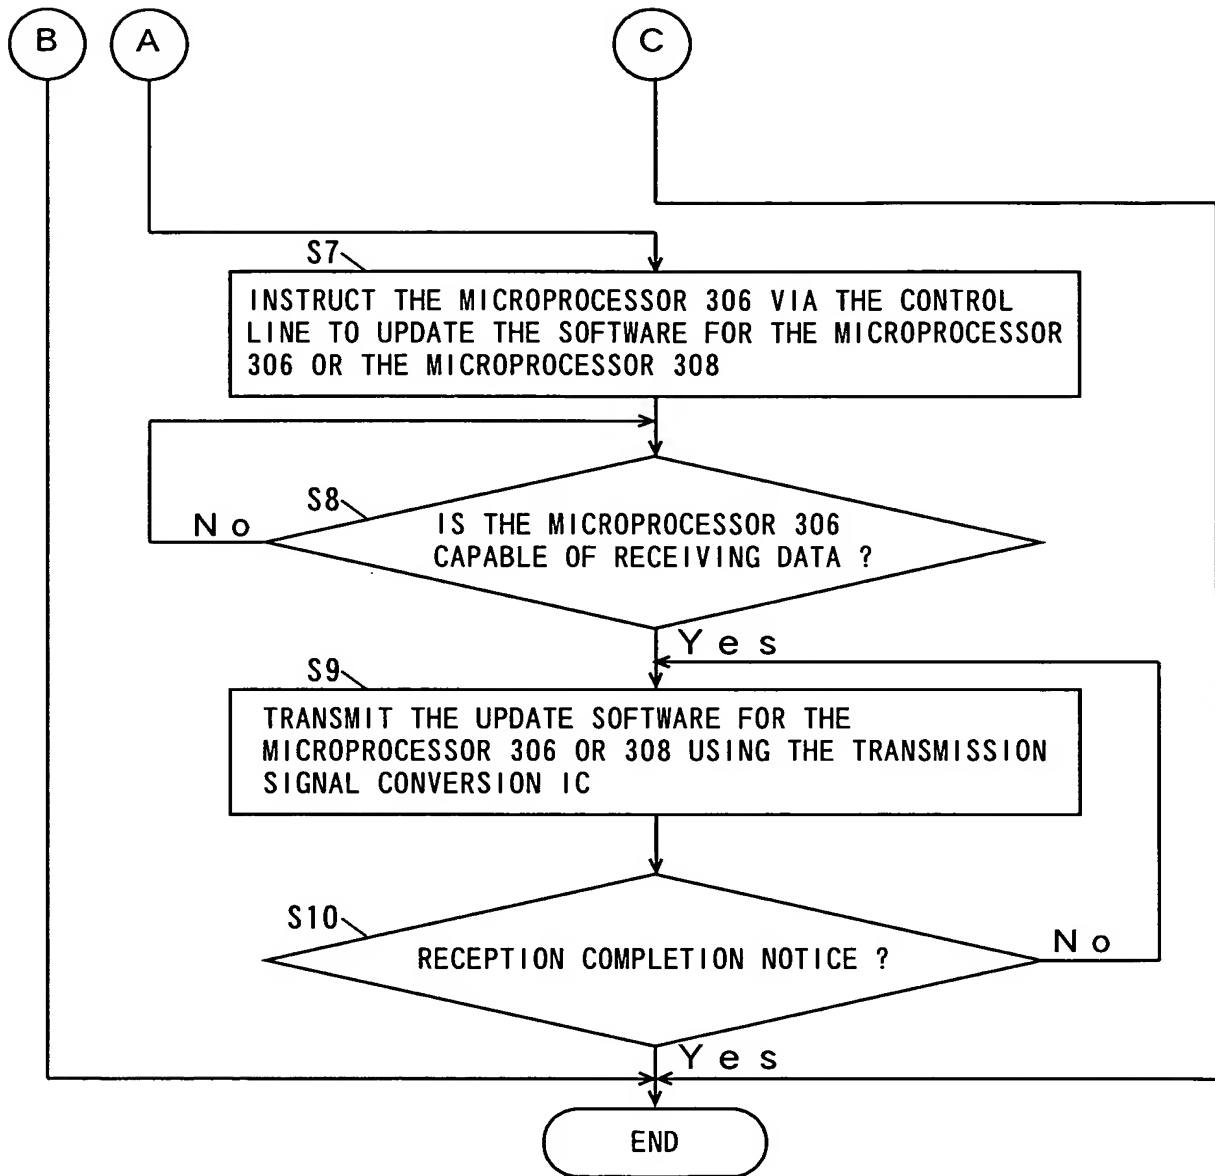 B
A
C
S7
INSTRUCT THE MICROPROCESSOR 306 VIA THE CONTROL
LINE TO UPDATE THE SOFTWARE FOR THE MICROPROCESSOR
306 OR THE MICROPROCESSOR 308
S8
No
IS THE MICROPROCESSOR 306
CAPABLE OF RECEIVING DATA ?
Yes
S9
TRANSMIT THE UPDATE SOFTWARE FOR THE
MICROPROCESSOR 306 OR 308 USING THE TRANSMISSION
SIGNAL CONVERSION IC
S10
RECEPTION COMPLETION NOTICE ?
No
Yes
END